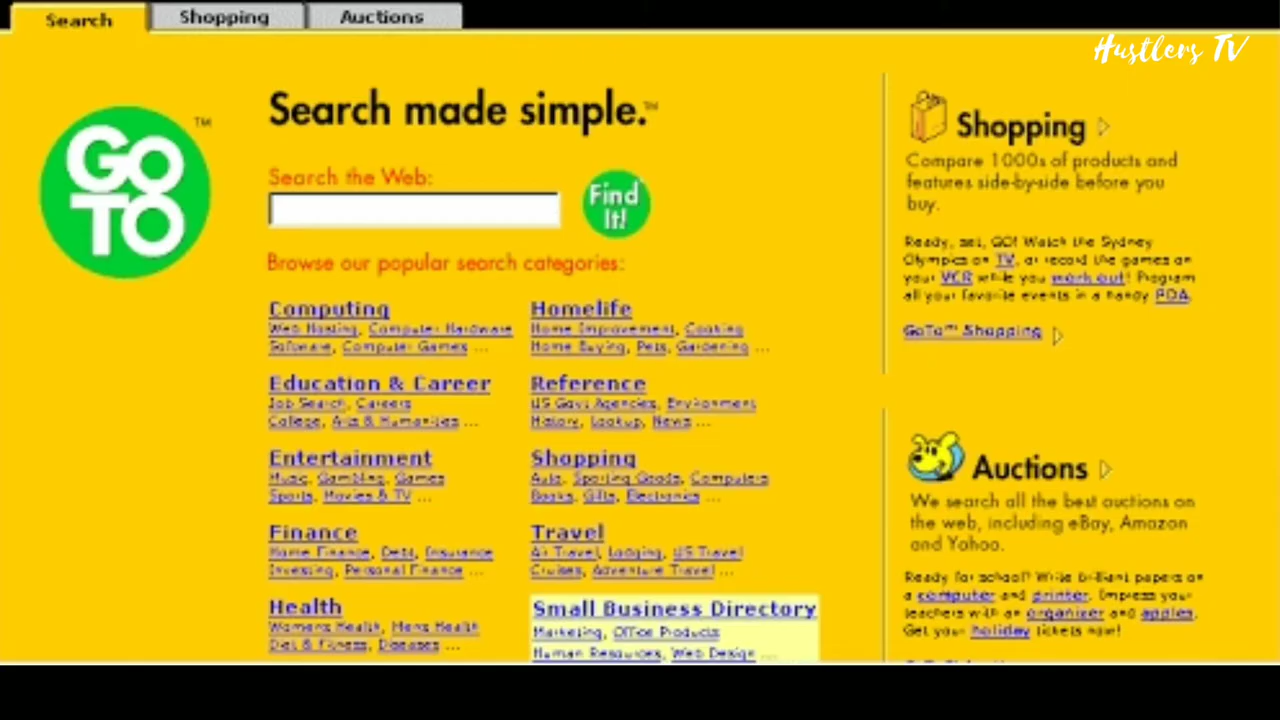 Search
Shopping
Auctions
Hustlers TV
GO
TO
TM
Search made simple.™
Search the Web:
Find
It!
Browse our popular search categories:
Computing
Web Hosting, Computer Hardware
Software, Computer Games ...
Education & Career
Job Search, Careers
College, Arts & Humanities ...
Entertainment
Music, Gambling, Games
Sports, Movies & TV ...
Finance
Home Finance, Debt, Insurance
Investing, Personal Finance ...
Health
Womens Health, Mens Health
Diet & Fitness, Diseases ...
Homelife
Home Improvement, Cooking
Home Buying, Pets, Gardening ...
Reference
US Govt Agencies, Environment
History, Lookup, News ...
Shopping
Auto, Sporting Goods, Computers
Books, Gifts, Electronics ...
Travel
Air Travel, Lodging, US Travel
Cruises, Adventure Travel ...
Small Business Directory
Marketing, Office Products
Human Resources, Web Design ...
Shopping
Compare 1000s of products and
features side-by-side before you
buy.
Ready, set, GO! Watch the Sydney
Olympics on TV, or record the games on
your VCR while you work out! Program
all your favorite events in a handy PDA.
GoTo™ Shopping
Auctions
We search all the best auctions on
the web, including eBay, Amazon
and Yahoo.
Ready for school? Write brilliant papers on
a computer and printer. Impress your
teachers with an organizer and apples.
Get your holiday tickets now!